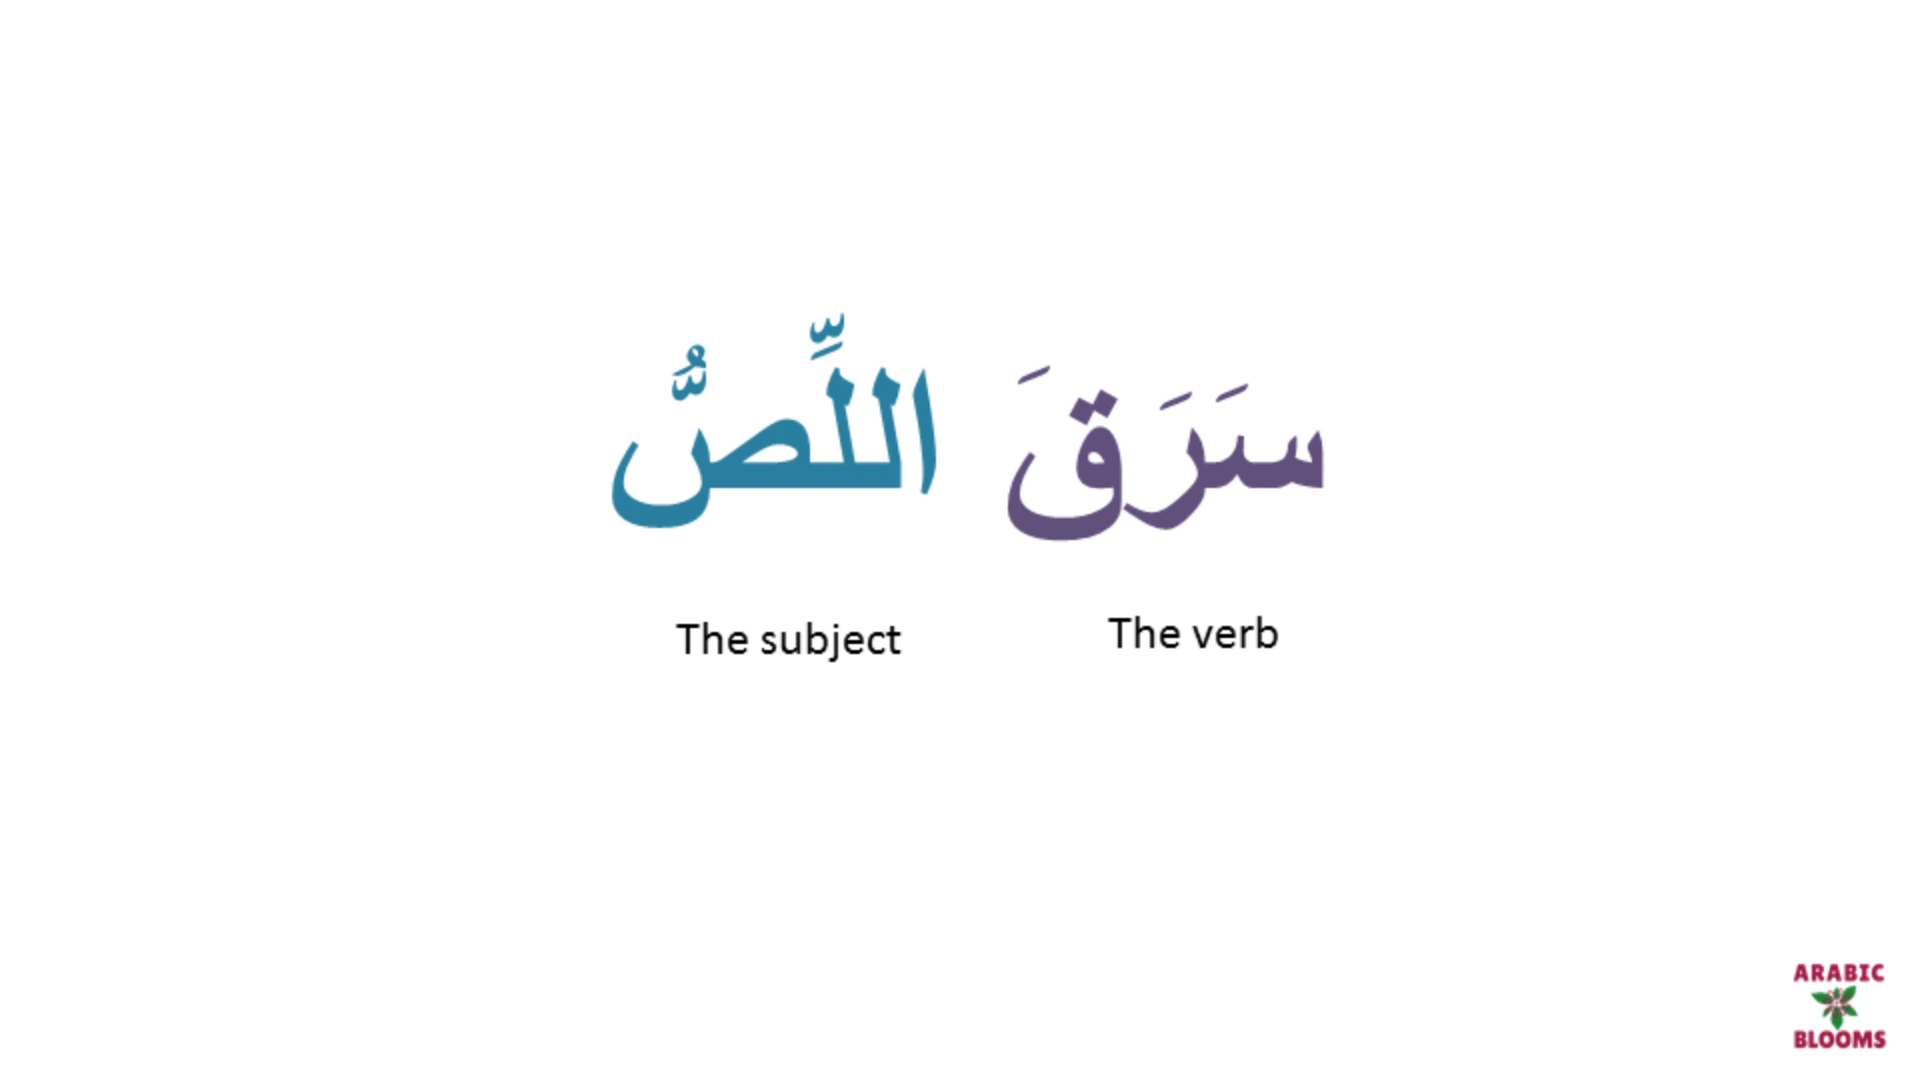 سَرَقَ اللِّصُّ
The subject The verb
ARABIC
BLOOMS